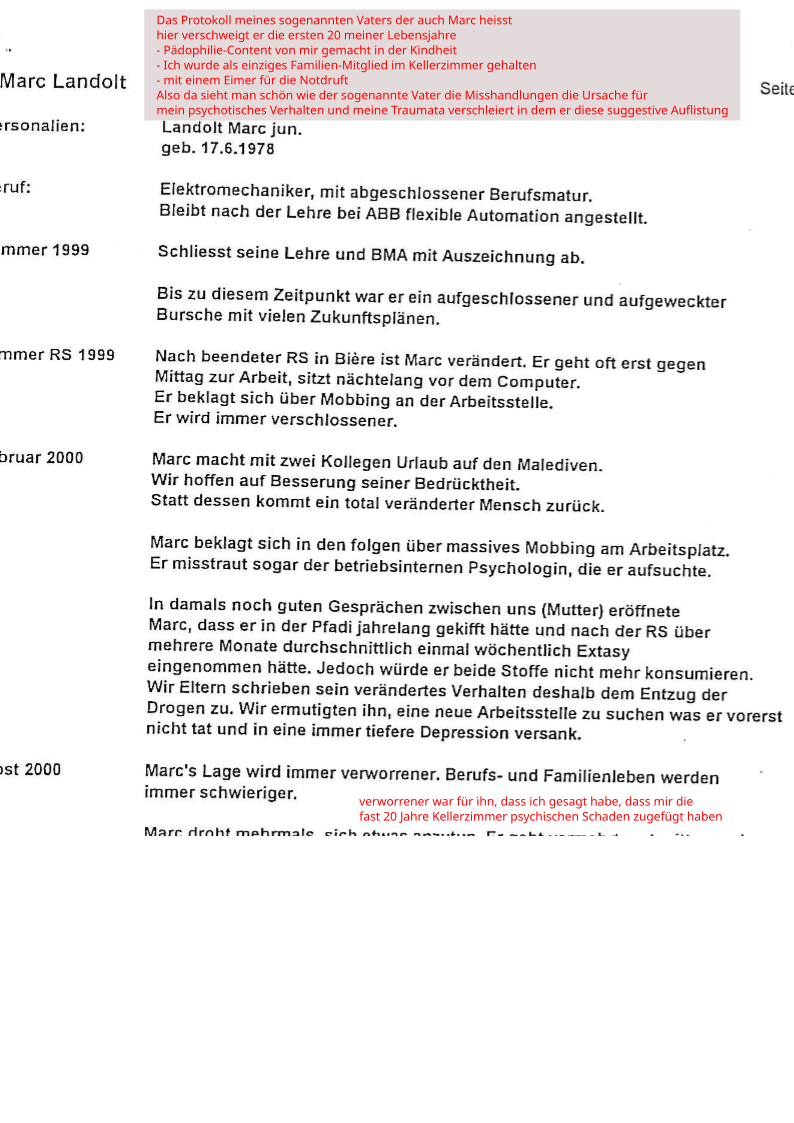 Das Protokoll meines sogenannten Vaters der auch Marc heisst
hier verschweigt er die ersten 20 meiner Lebensjahre
- Pädophilie-Content von mir gemacht in der Kindheit
- Ich wurde als einziges Familien-Mitglied im Kellerzimmer gehalten
- mit einem Eimer für die Notdruft
Also da sieht man schön wie der sogenannte Vater die Misshandlungen die Ursache für
mein psychotisches Verhalten und meine Traumata verschleiert in dem er diese suggestive Auflistung
Marc Landolt
Seite
ersonalien: Landolt Marc jun.
geb. 17.6.1978
eruf: Elektromechaniker, mit abgeschlossener Berufsmatur.
Bleibt nach der Lehre bei ABB flexible Automation angestellt.
mmer 1999 Schliesst seine Lehre und BMA mit Auszeichnung ab.
Bis zu diesem Zeitpunkt war er ein aufgeschlossener und aufgeweckter
Bursche mit vielen Zukunftsplänen.
mmer RS 1999 Nach beendeter RS in Bière ist Marc verändert. Er geht oft erst gegen
Mittag zur Arbeit, sitzt nächtelang vor dem Computer.
Er beklagt sich über Mobbing an der Arbeitsstelle.
Er wird immer verschlossener.
bruar 2000 Marc macht mit zwei Kollegen Urlaub auf den Malediven.
Wir hoffen auf Besserung seiner Bedrücktheit.
Statt dessen kommt ein total veränderter Mensch zurück.
Marc beklagt sich in den folgen über massives Mobbing am Arbeitsplatz.
Er misstraut sogar der betriebsinternen Psychologin, die er aufsuchte.
In damals noch guten Gesprächen zwischen uns (Mutter) eröffnete
Marc, dass er in der Pfadi jahrelang gekifft hätte und nach der RS über
mehrere Monate durchschnittlich einmal wöchentlich Extasy
eingenommen hätte. Jedoch würde er beide Stoffe nicht mehr konsumieren.
Wir Eltern schrieben sein verändertes Verhalten deshalb dem Entzug der
Drogen zu. Wir ermutigten ihn, eine neue Arbeitsstelle zu suchen was er vorerst
nicht tat und in eine immer tiefere Depression versank.
ost 2000 Marc's Lage wird immer verworrener. Berufs- und Familienleben werden
immer schwieriger.
verworrener war für ihn, dass ich gesagt habe, dass mir die
fast 20 Jahre Kellerzimmer psychischen Schaden zugefügt haben
Marc droht mehrmals, sich etwas anzutun. Er geht